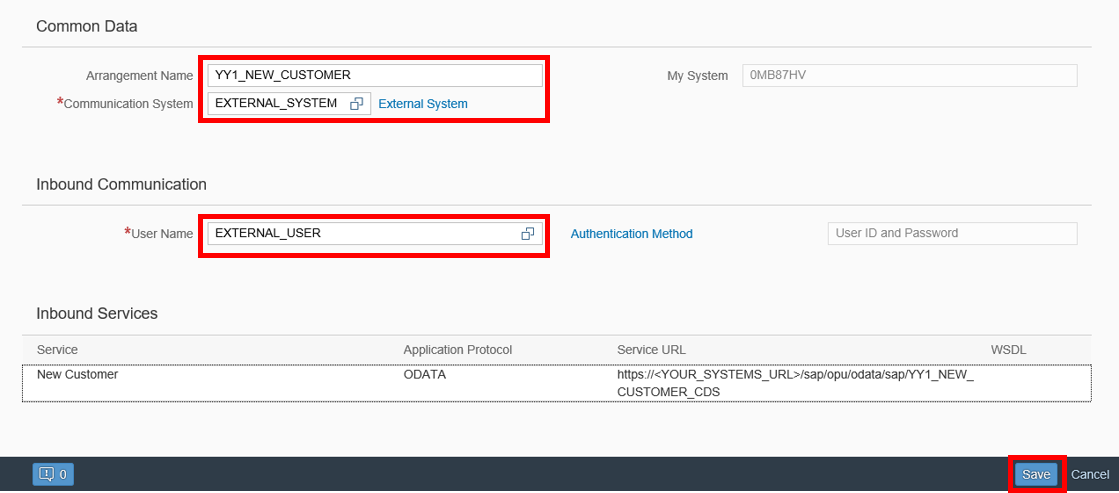 Common Data
Arrangement Name YY1_NEW_CUSTOMER My System 0MB87HV
*Communication System EXTERNAL_SYSTEM External System
Inbound Communication
*User Name EXTERNAL_USER Authentication Method User ID and Password
Inbound Services
Service Application Protocol Service URL WSDL
New Customer ODATA https://<YOUR_SYSTEMS_URL>/sap/opu/odata/sap/YY1_NEW_
CUSTOMER_CDS
0 Save Cancel